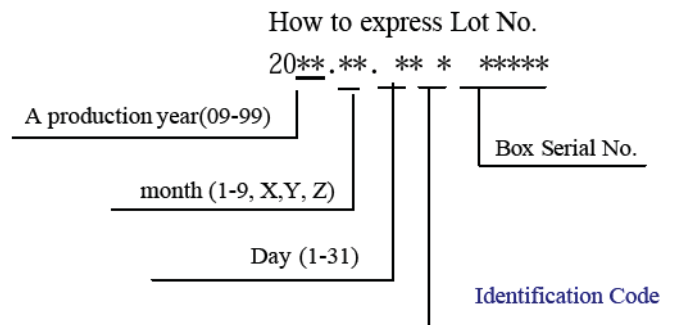 How to express Lot No.
20**.**. ** * *****
A production year(09-99)
Box Serial No.
month (1-9, X,Y, Z)
Day (1-31)
Identification Code